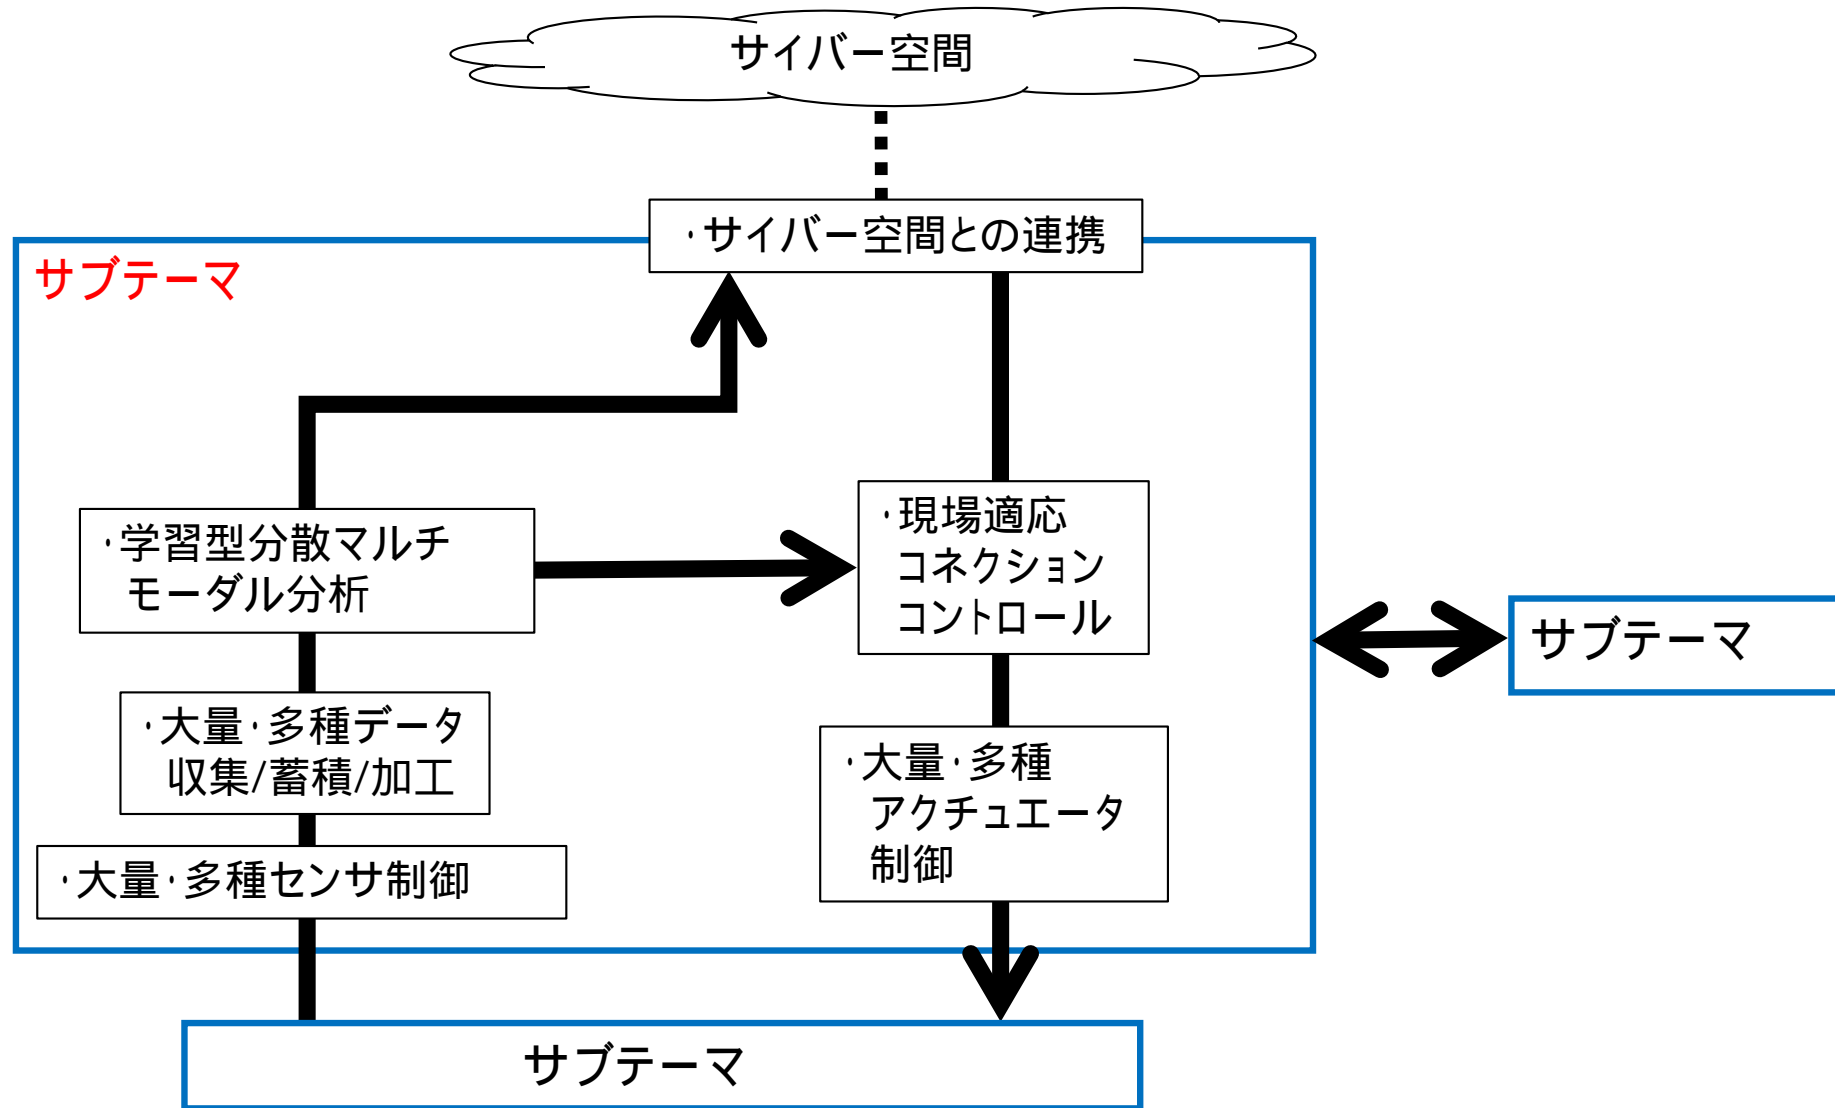 サイバー空間
・サイバー空間との連携
サブテーマ
・学習型分散マルチ
モーダル分析
・現場適応
コネクション
コントロール
サブテーマ
・大量・多種データ
収集/蓄積/加工
・大量・多種
アクチュエータ
制御
・大量・多種センサ制御
サブテーマ